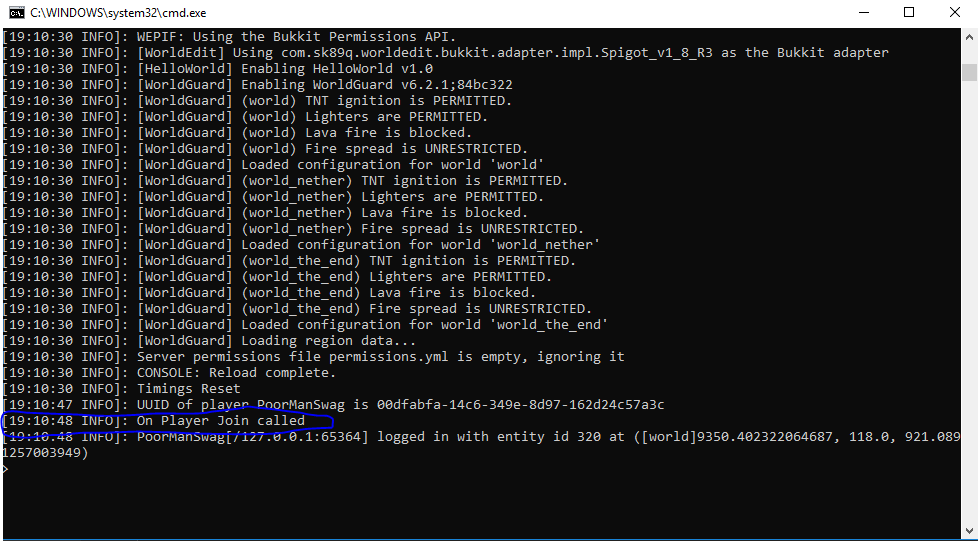 C:\WINDOWS\system32\cmd.exe
[19:10:30 INFO]: WEPIF: Using the Bukkit Permissions API.
[19:10:30 INFO]: [WorldEdit] Using com.sk89q.worldedit.bukkit.adapter.impl.Spigot_v1_8_R3 as the Bukkit adapter
[19:10:30 INFO]: [HelloWorld] Enabling HelloWorld v1.0
[19:10:30 INFO]: [WorldGuard] Enabling WorldGuard v6.2.1;84bc322
[19:10:30 INFO]: [WorldGuard] (world) TNT ignition is PERMITTED.
[19:10:30 INFO]: [WorldGuard] (world) Lighters are PERMITTED.
[19:10:30 INFO]: [WorldGuard] (world) Lava fire is blocked.
[19:10:30 INFO]: [WorldGuard] (world) Fire spread is UNRESTRICTED.
[19:10:30 INFO]: [WorldGuard] Loaded configuration for world 'world'
[19:10:30 INFO]: [WorldGuard] (world_nether) TNT ignition is PERMITTED.
[19:10:30 INFO]: [WorldGuard] (world_nether) Lighters are PERMITTED.
[19:10:30 INFO]: [WorldGuard] (world_nether) Lava fire is blocked.
[19:10:30 INFO]: [WorldGuard] (world_nether) Fire spread is UNRESTRICTED.
[19:10:30 INFO]: [WorldGuard] Loaded configuration for world 'world_nether'
[19:10:30 INFO]: [WorldGuard] (world_the_end) TNT ignition is PERMITTED.
[19:10:30 INFO]: [WorldGuard] (world_the_end) Lighters are PERMITTED.
[19:10:30 INFO]: [WorldGuard] (world_the_end) Lava fire is blocked.
[19:10:30 INFO]: [WorldGuard] (world_the_end) Fire spread is UNRESTRICTED.
[19:10:30 INFO]: [WorldGuard] Loaded configuration for world 'world_the_end'
[19:10:30 INFO]: [WorldGuard] Loading region data...
[19:10:30 INFO]: Server permissions file permissions.yml is empty, ignoring it
[19:10:30 INFO]: CONSOLE: Reload complete.
[19:10:30 INFO]: Timings Reset
[19:10:47 INFO]: UUID of player PoorManSwag is 00dfabfa-14c6-349e-8d97-162d24c57a3c
[19:10:48 INFO]: On Player Join called
[19:10:48 INFO]: PoorManSwag[/127.0.0.1:65364] logged in with entity id 320 at ([world]9350.402322064687, 118.0, 921.089
1257003949)
>